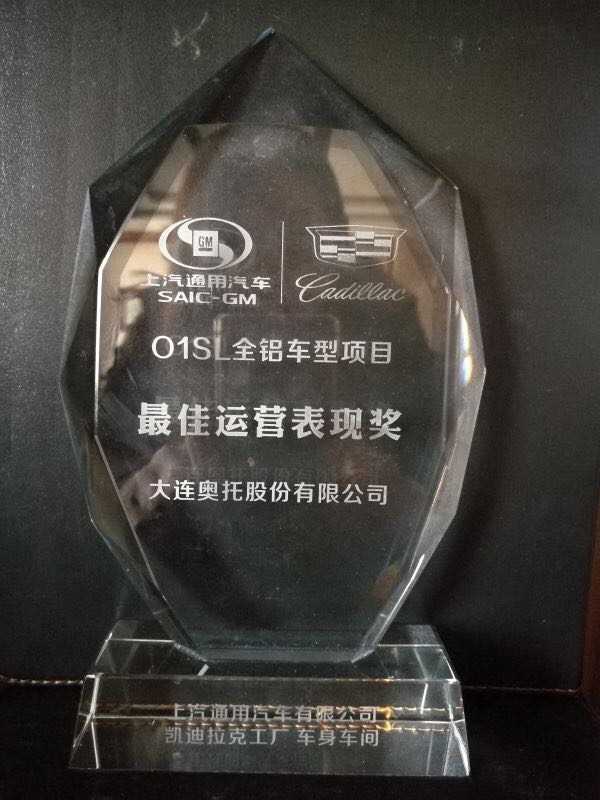 GM
上汽通用汽车
SAIC-GM
Cadillac
O1SL全铝车型项目
最佳运营表现奖
大连奥托股份有限公司
上汽通用汽车有限公司
凯迪拉克工厂 车身车间